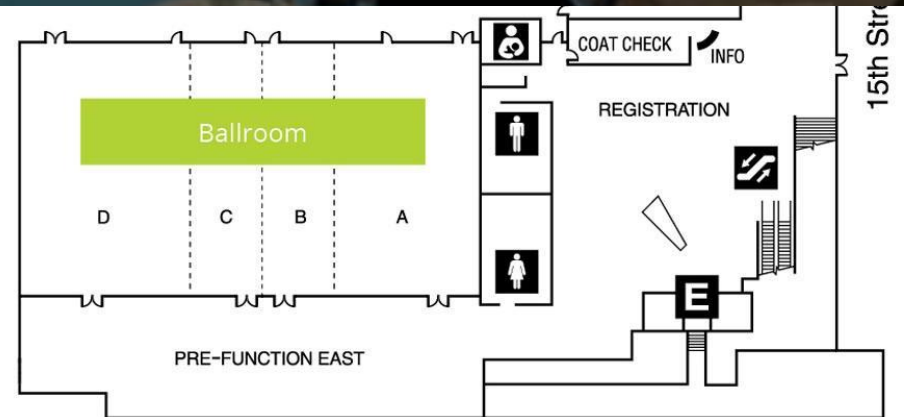 COAT CHECK
INFO
15th Stre
REGISTRATION
Ballroom
D
C
B
A
E
PRE-FUNCTION EAST